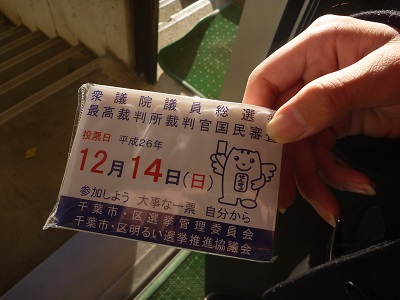 衆議院議員総選
最高裁判所裁判官国民審査
投票日 平成26年
12月14日(日)
参加しよう 大事な一票 自分から
千葉市・区選挙管理委員会
千葉市・区明るい選挙推進協議会